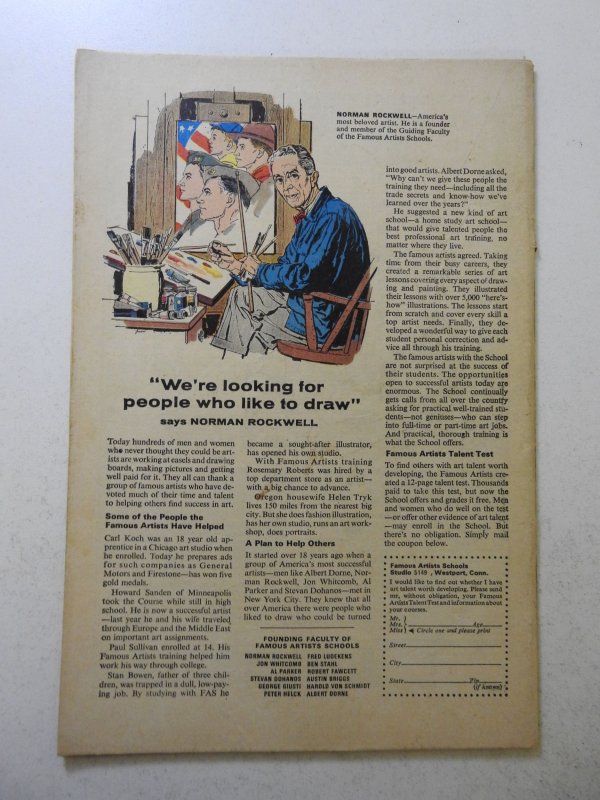 NORMAN ROCKWELL—America's
most beloved artist. He is a founder
and member of the Guiding Faculty
of the Famous Artists Schools.
"We're looking for
people who like to draw"
says NORMAN ROCKWELL
Today hundreds of men and women
who never thought they could be art-
ists are working at easels and drawing
boards, making pictures and getting
well paid for it. They all can thank a
group of famous artists who have de-
voted much of their time and talent
to helping others find success in art.
Some of the People the
Famous Artists Have Helped
Carl Koch was an 18 year old ap-
prentice in a Chicago art studio when
he enrolled. Today he prepares ads
for such companies as General
Motors and Firestone—has won five
gold medals.
Howard Sanden of Minneapolis
took the Course while still in high
school. He is now a successful artist
—last year he and his wife traveled
through Europe and the Middle East
on important art assignments.
Paul Sullivan enrolled at 14. His
Famous Artists training helped him
work his way through college.
Stan Bowen, father of three chil-
dren, was trapped in a dull, low-pay-
ing job. By studying with FAS he
became a sought-after illustrator,
has opened his own studio.
With Famous Artists training
Rosemary Roberts was hired by a
top department store as an artist—
with a big chance to advance.
Oregon housewife Helen Tryk
lives 150 miles from the nearest big
city. But she does fashion illustration,
has her own studio, runs an art work-
shop, does portraits.
A Plan to Help Others
It started over 18 years ago when a
group of America's most successful
artists—men like Albert Dorne, Nor-
man Rockwell, Jon Whitcomb, Al
Parker and Stevan Dohanos—met in
New York City. They knew that all
over America there were people who
liked to draw who could be turned
into good artists. Albert Dorne asked,
"Why can't we give these people the
training they need—including all the
trade secrets and know-how we've
learned over the years?"
He suggested a new kind of art
school—a home study art school—
that would give talented people the
best professional art training, no
matter where they live.
The famous artists agreed. Taking
time from their busy careers, they
created a remarkable series of art
lessons covering every aspect of draw-
ing and painting. They illustrated
their lessons with over 5,000 "here's-
how" illustrations. The lessons start
from scratch and cover every skill a
top artist needs. Finally, they de-
veloped a wonderful way to give each
student personal correction and ad-
vice all through his training.
The famous artists with the School
are not surprised at the success of
their students. The opportunities
open to successful artists today are
enormous. The School continually
gets calls from all over the country
asking for practical well-trained stu-
dents—not geniuses—who can step
into full-time or part-time art jobs.
And practical, thorough training is
what the School offers.
Famous Artists Talent Test
To find others with art talent worth
developing, the Famous Artists cre-
ated a 12-page talent test. Thousands
paid to take this test, but now the
School offers and grades it free. Men
and women who do well on the test
—or offer other evidence of art talent
—may enroll in the School. But
there's no obligation. Simply mail
the coupon below.
FOUNDING FACULTY OF
FAMOUS ARTISTS SCHOOLS
NORMAN ROCKWELL FRED LUDEKENS
JON WHITCOMB BEN STAHL
AL PARKER ROBERT FAWCETT
STEVAN DOHANOS AUSTIN BRIGGS
GEORGE GIUSTI HAROLD VON SCHMIDT
PETER HELCK ALBERT DORNE
Famous Artists Schools
Studio 5149, Westport, Conn.
I would like to find out whether I have
art talent worth developing. Please send
me, without obligation, your Famous
Artists Talent Test and information about
your courses.
Mr.
Mrs. Age
Miss Circle one and please print
Street
City
State Zip
(if known)